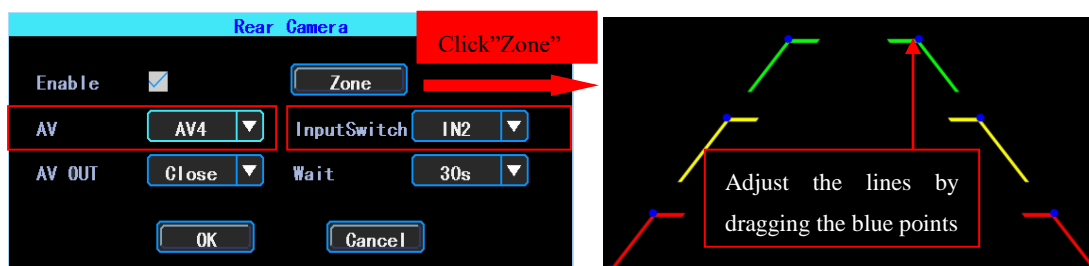 Rear Camera
Click"Zone"
Enable Zone
AV AV4 InputSwitch IN2
AV OUT Close Wait 30s
OK Cancel
Adjust the lines by
dragging the blue points